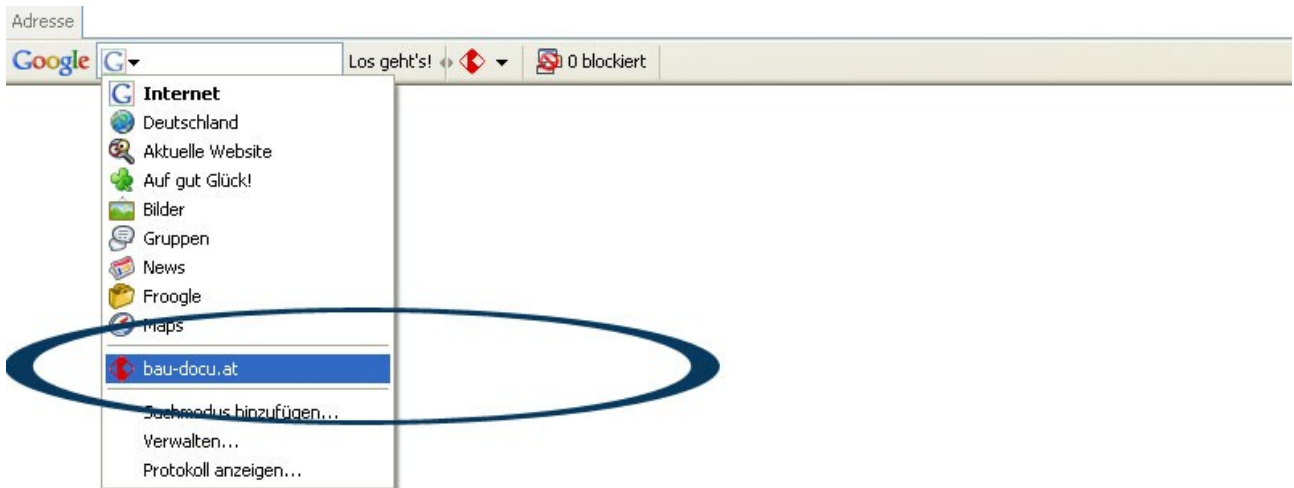 Adresse
Google G Los geht's! 0 blockiert
G Internet
Deutschland
Aktuelle Website
Auf gut Glück!
Bilder
Gruppen
News
Froogle
Maps
bau-docu.at
Suchmodus hinzufügen...
Verwalten...
Protokoll anzeigen...